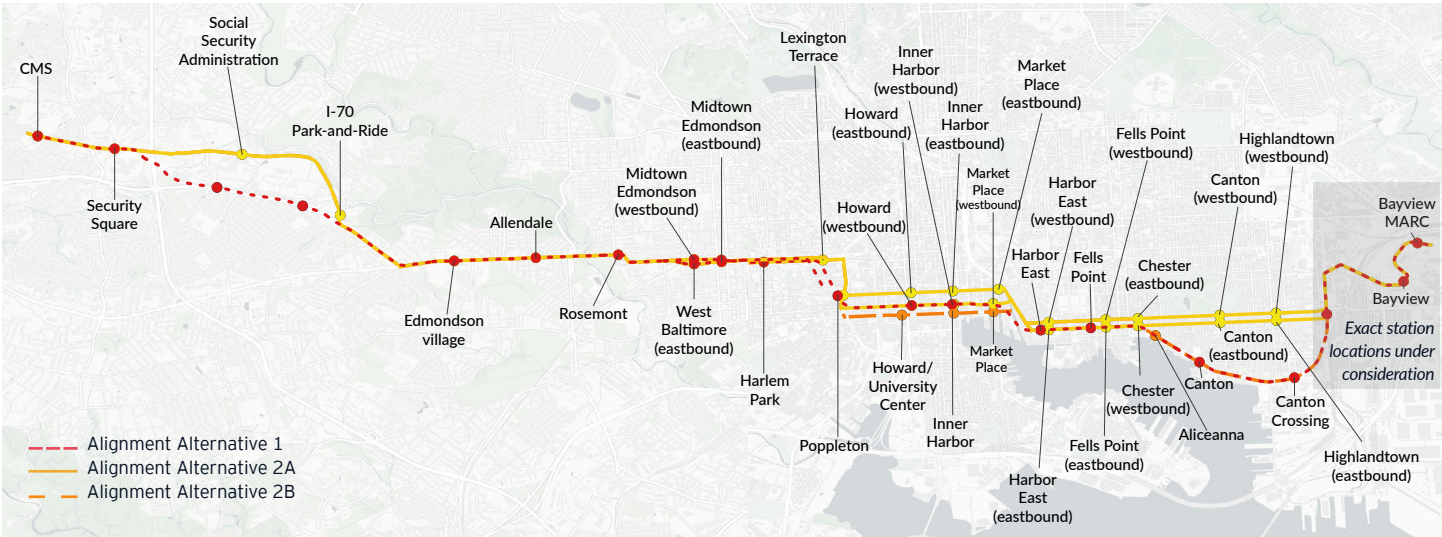 CMS
Social
Security
Administration
I-70
Park-and-Ride
Security
Square
Edmondson
village
Allendale
Rosemont
Midtown
Edmondson
(westbound)
Midtown
Edmondson
(eastbound)
West
Baltimore
(eastbound)
Harlem
Park
Lexington
Terrace
Poppleton
Howard
(eastbound)
Howard
(westbound)
Howard/
University
Center
Inner
Harbor
(westbound)
Inner
Harbor
(eastbound)
Inner
Harbor
Market
Place
(eastbound)
Market
Place
(westbound)
Market
Place
Harbor
East
Harbor
East
(westbound)
Harbor
East
(eastbound)
Fells
Point
Fells Point
(westbound)
Fells Point
(eastbound)
Chester
(eastbound)
Chester
(westbound)
Aliceanna
Canton
(westbound)
Canton
(eastbound)
Canton
Canton
Crossing
Highlandtown
(westbound)
Highlandtown
(eastbound)
Bayview
MARC
Bayview
Exact station
locations under
consideration
Alignment Alternative 1
Alignment Alternative 2A
Alignment Alternative 2B